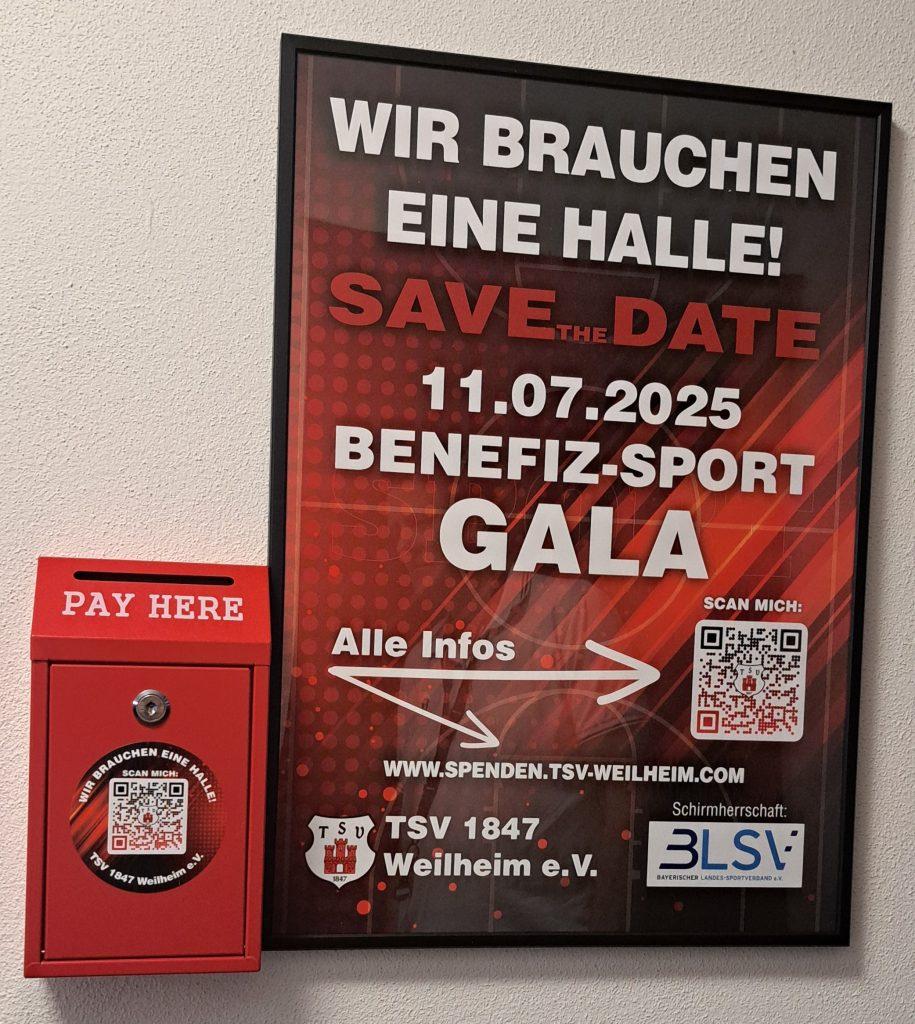 WIR BRAUCHEN
EINE HALLE!
SAVE THE DATE
11.07.2025
BENEFIZ-SPORT
GALA
SCAN MICH:
Alle Infos
TSV
WWW.SPENDEN.TSV-WEILHEIM.COM
TSV
1847
TSV 1847
Weilheim e.V.
Schirmherrschaft:
BLSV
BAYERISCHER LANDES-SPORTVERBAND e.V.
PAY HERE
WIR BRAUCHEN EINE HALLE!
SCAN MICH:
TSV 1847 Weilheim e.V.